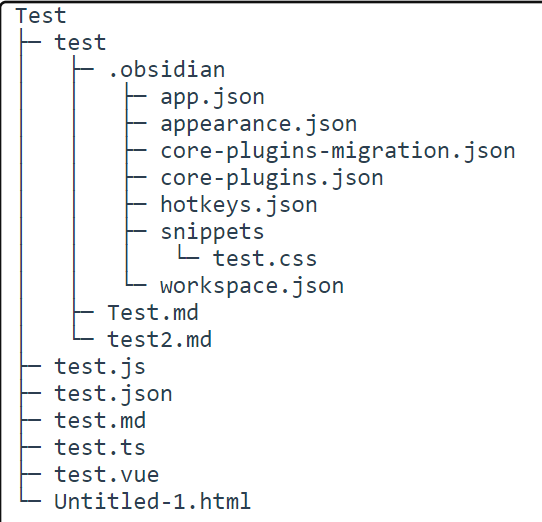 Test
├─ test
│  ├─ .obsidian
│  │  ├─ app.json
│  │  ├─ appearance.json
│  │  ├─ core-plugins-migration.json
│  │  ├─ core-plugins.json
│  │  ├─ hotkeys.json
│  │  ├─ snippets
│  │  │  └─ test.css
│  │  └─ workspace.json
│  ├─ Test.md
│  └─ test2.md
├─ test.js
├─ test.json
├─ test.md
├─ test.ts
├─ test.vue
└─ Untitled-1.html